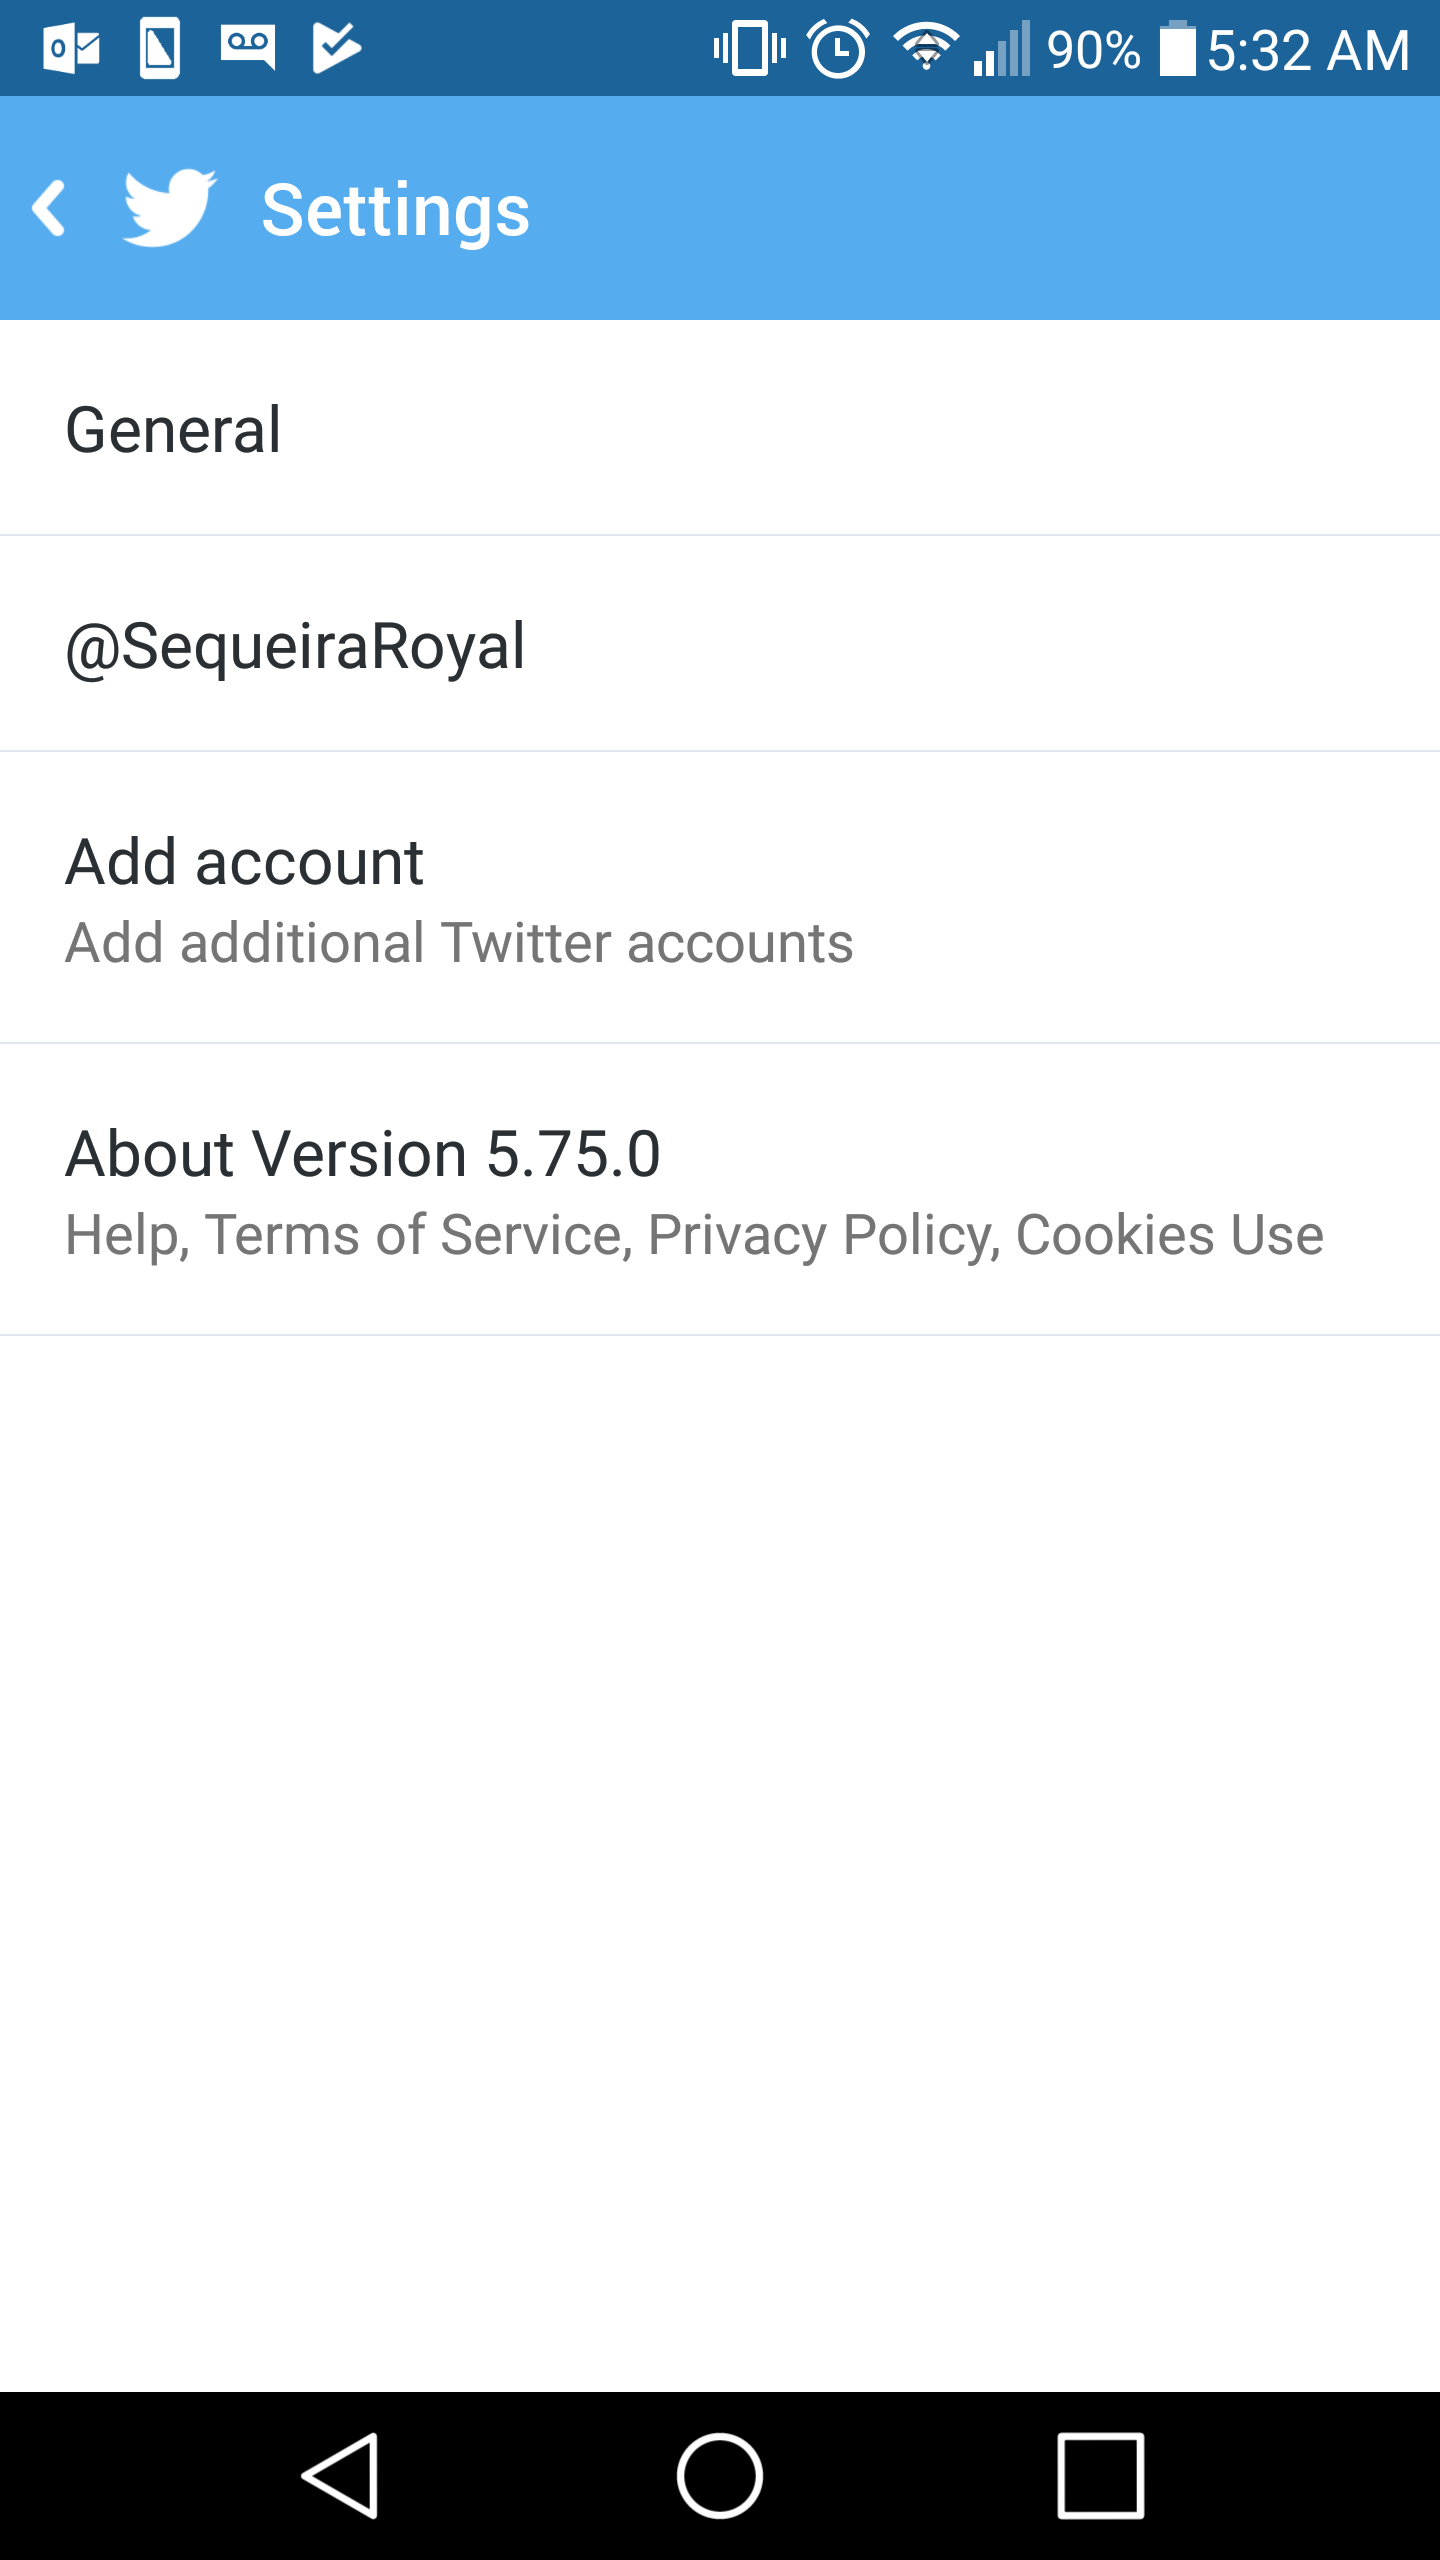 90% 5:32 AM
Settings
General
@SequeiraRoyal
Add account
Add additional Twitter accounts
About Version 5.75.0
Help, Terms of Service, Privacy Policy, Cookies Use